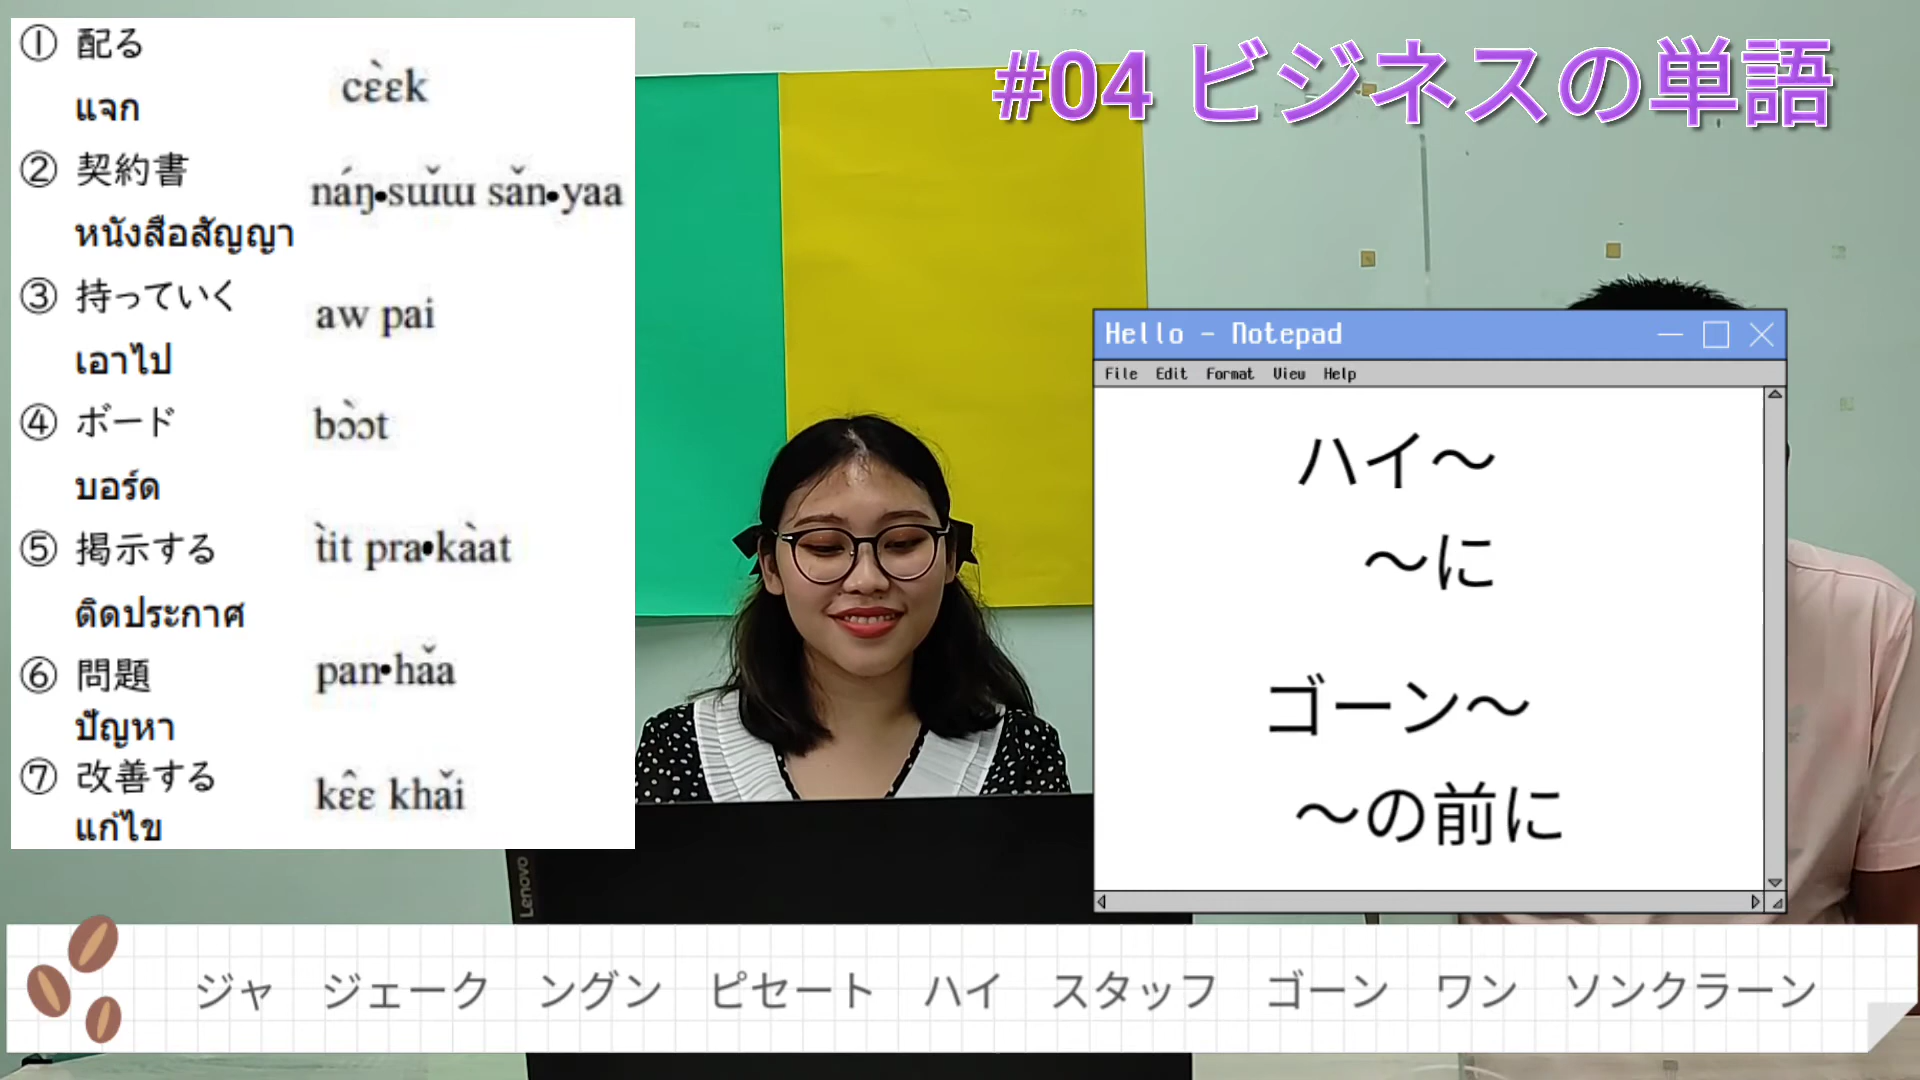 #04 ビジネスの単語
① 配る
cɛ̀ɛk
แจก
② 契約書
náŋ•sɯ̌ɯ sǎn•yaa
หนังสือสัญญา
③ 持っていく
aw pai
เอาไป
④ ボード
bɔ̀ɔt
บอร์ด
⑤ 掲示する
tìt pra•kàat
ติดประกาศ
⑥ 問題
pan•hǎa
ปัญหา
⑦ 改善する
kɛ̂ɛ khǎi
แก้ไข
Hello - Notepad
File Edit Format View Help
ハイ～
～に
ゴーン～
～の前に
Lenovo
ジャ ジェーク ングン ピセート ハイ スタッフ ゴーン ワン ソンクラーン